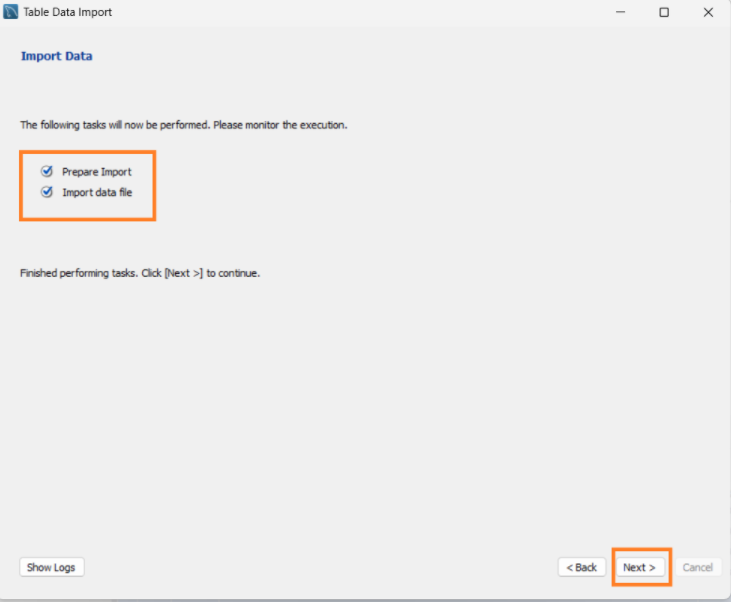 Table Data Import
Import Data
The following tasks will now be performed. Please monitor the execution.
Prepare Import
Import data file
Finished performing tasks. Click [Next >] to continue.
Show Logs
< Back
Next >
Cancel